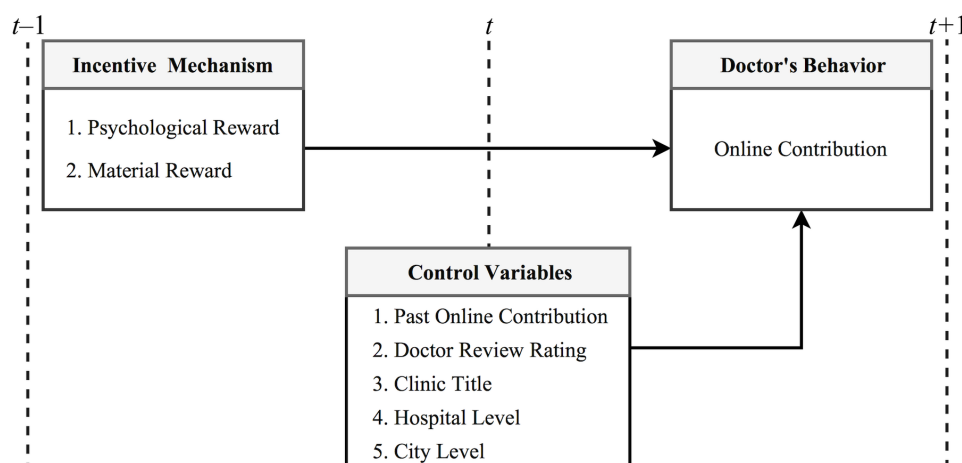 t–1
t
t+1
Incentive Mechanism
1. Psychological Reward
2. Material Reward
Doctor's Behavior
Online Contribution
Control Variables
1. Past Online Contribution
2. Doctor Review Rating
3. Clinic Title
4. Hospital Level
5. City Level